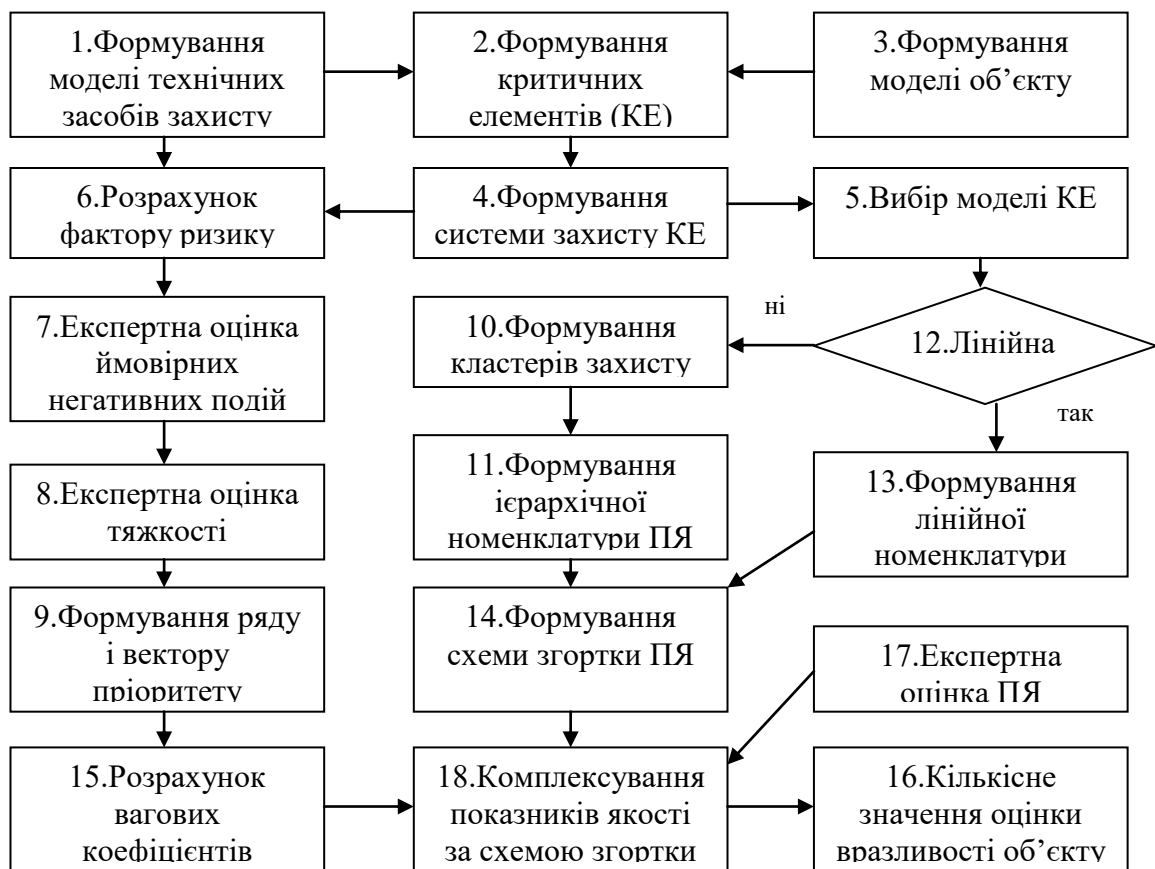 1.Формування
моделі технічних
засобів захисту
2.Формування
критичних
елементів (КЕ)
3.Формування
моделі об’єкту
6.Розрахунок
фактору ризику
4.Формування
системи захисту КЕ
5.Вибір моделі КЕ
7.Експертна оцінка
ймовірних
негативних подій
10.Формування
кластерів захисту
ні
12.Лінійна
так
8.Експертна оцінка
тяжкості
11.Формування
ієрархічної
номенклатури ПЯ
13.Формування
лінійної
номенклатури
9.Формування ряду
і вектору
пріоритету
14.Формування
схеми згортки ПЯ
17.Експертна
оцінка ПЯ
15.Розрахунок
вагових
коефіцієнтів
18.Комплексування
показників якості
за схемою згортки
16.Кількісне
значення оцінки
вразливості об’єкту